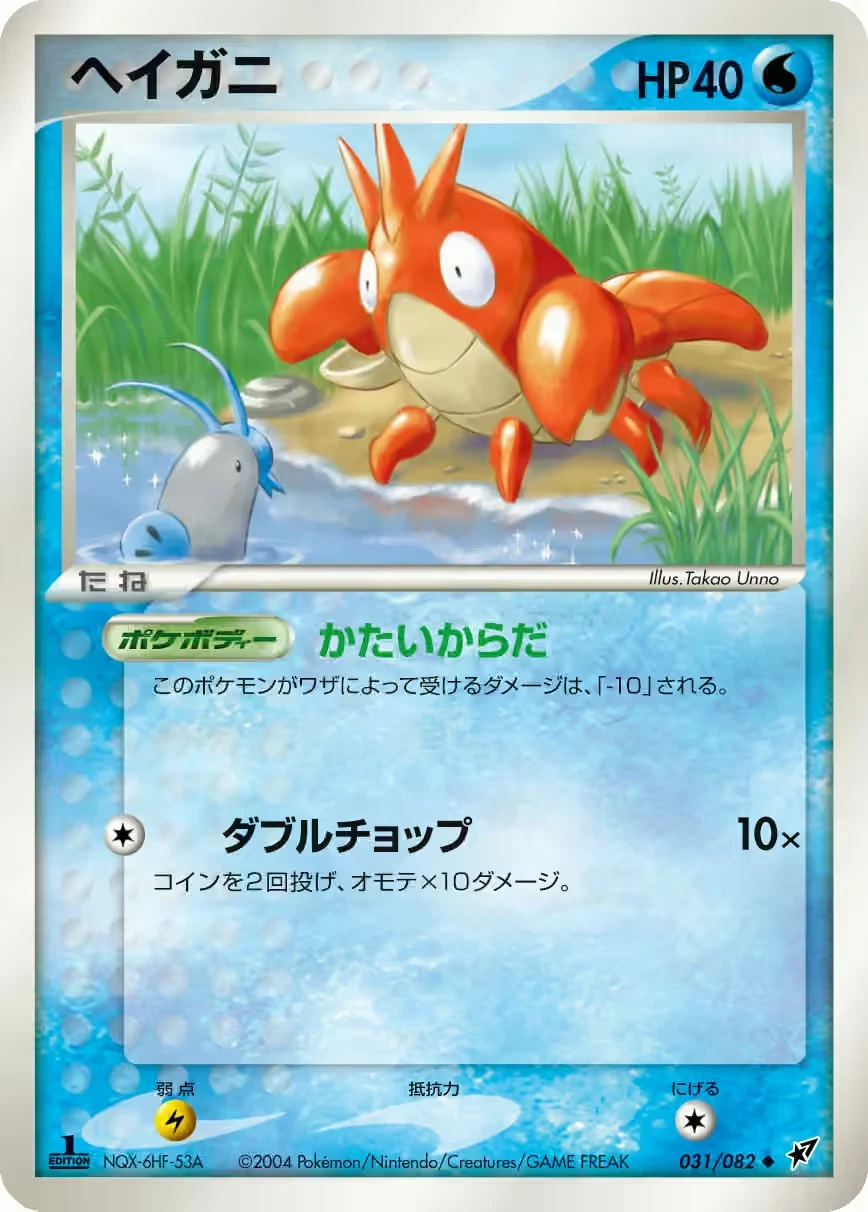 ヘイガニ HP40
たね Illus.Takao Unno
ポケボディー かたいからだ
このポケモンがワザによって受けるダメージは、「-10」される。
ダブルチョップ 10×
コインを2回投げ、オモテ×10ダメージ。
弱点 抵抗力 にげる
1 EDITION NQX-6HF-53A ©2004 Pokémon/Nintendo/Creatures/GAME FREAK 031/082